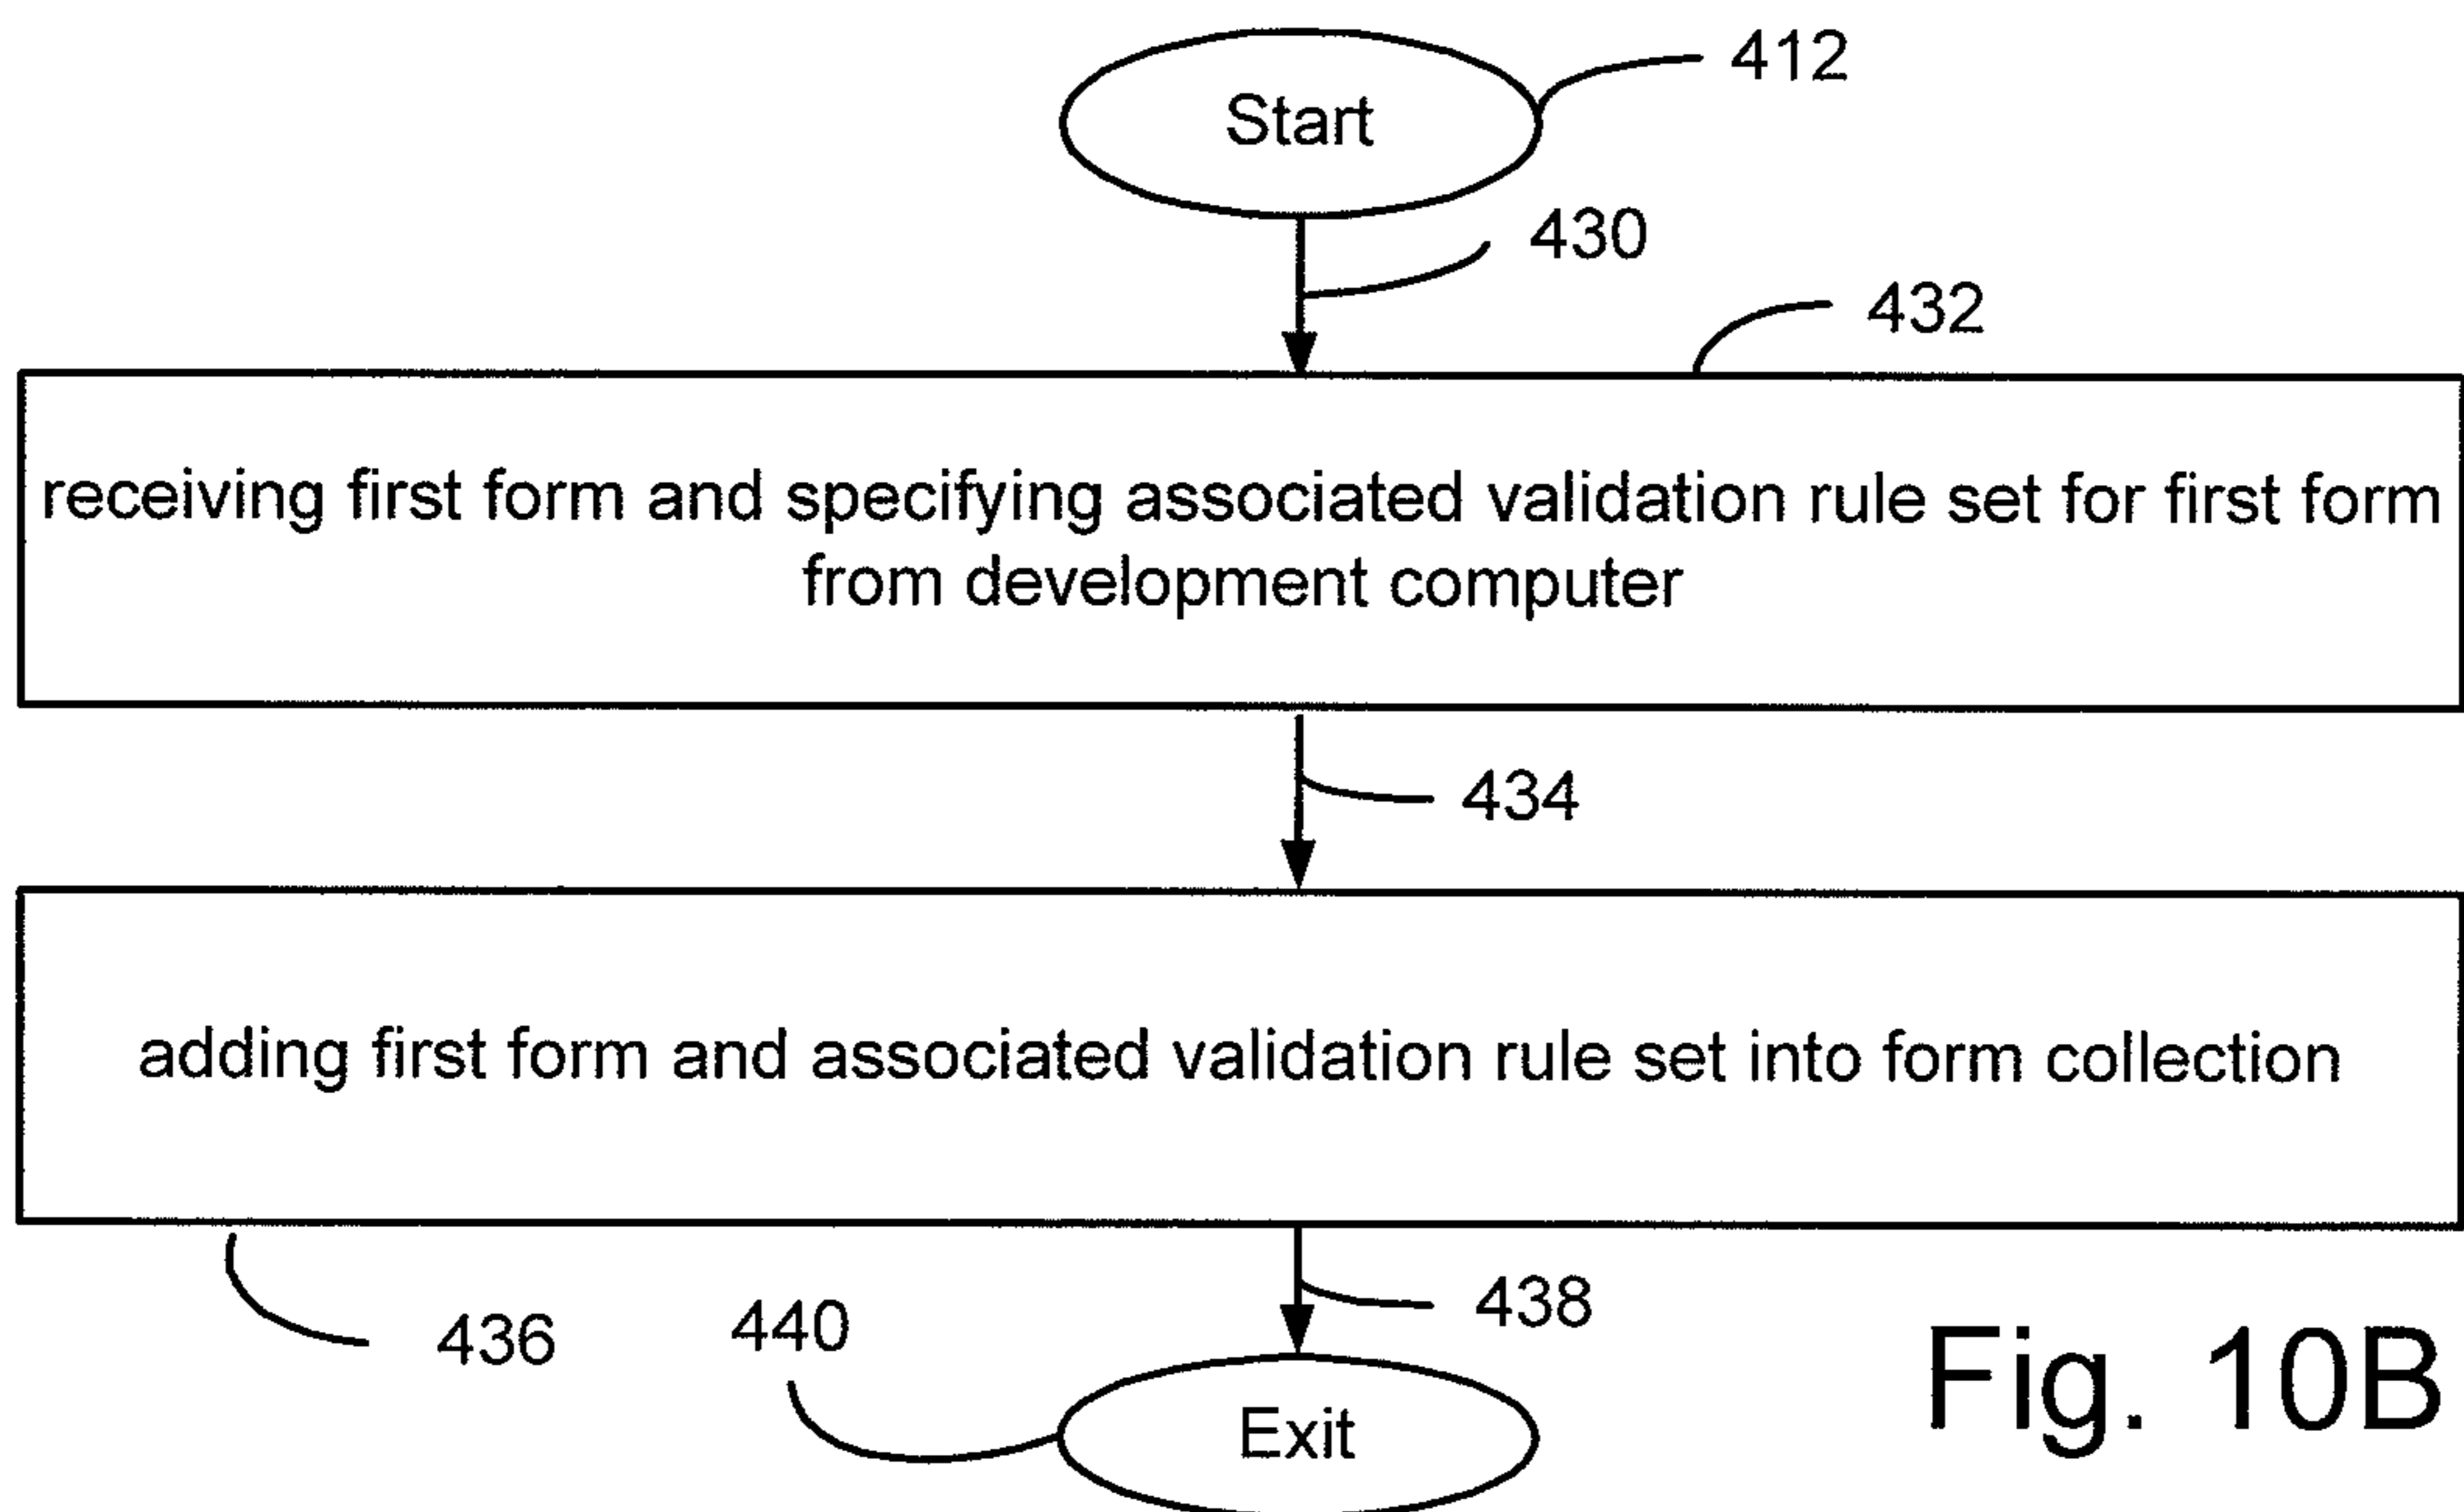 412
Start
430
432
receiving first form and specifying associated validation rule set for first form
from development computer
434
adding first form and associated validation rule set into form collection
436
440
438
Exit
Fig. 10B